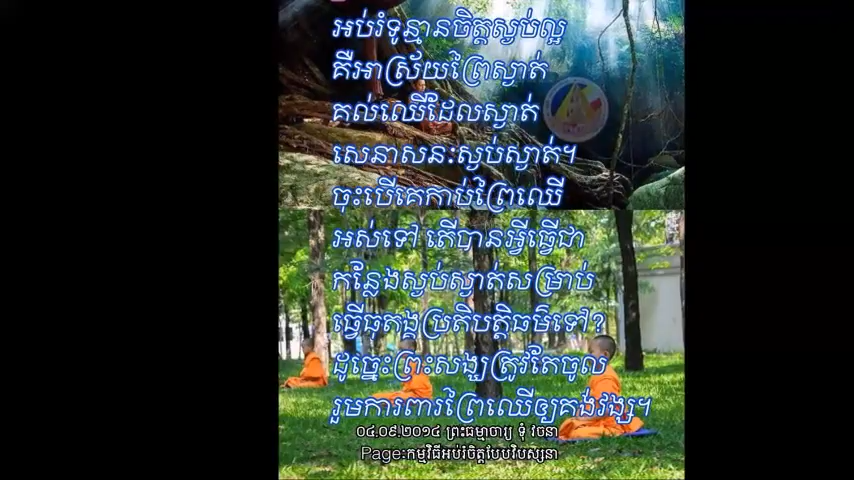 អប់រំទូន្មានចិត្តស្ងប់ល្អ
គឺអាស្រ័យព្រៃស្ងាត់
គល់ឈើដែលស្ងាត់
សេនាសនៈស្ងប់ស្ងាត់។
ចុះបើគេកាប់ព្រៃឈើ
អស់ទៅ តើបានអ្វីធ្វើជា
កន្លែងស្ងប់ស្ងាត់សម្រាប់
ធ្វើធុតង្គប្រតិបត្តិធម៌ទៅ?
ដូច្នេះព្រះសង្ឃត្រូវតែចូល
រួមការពារព្រៃឈើឲ្យគង់វង្ស។
០៤.០៩.២០១៤ ព្រះធម្មាចារ្យ ទុំ វចនា
Page:កម្មវិធីអប់រំចិត្តបែបវិបស្សនា